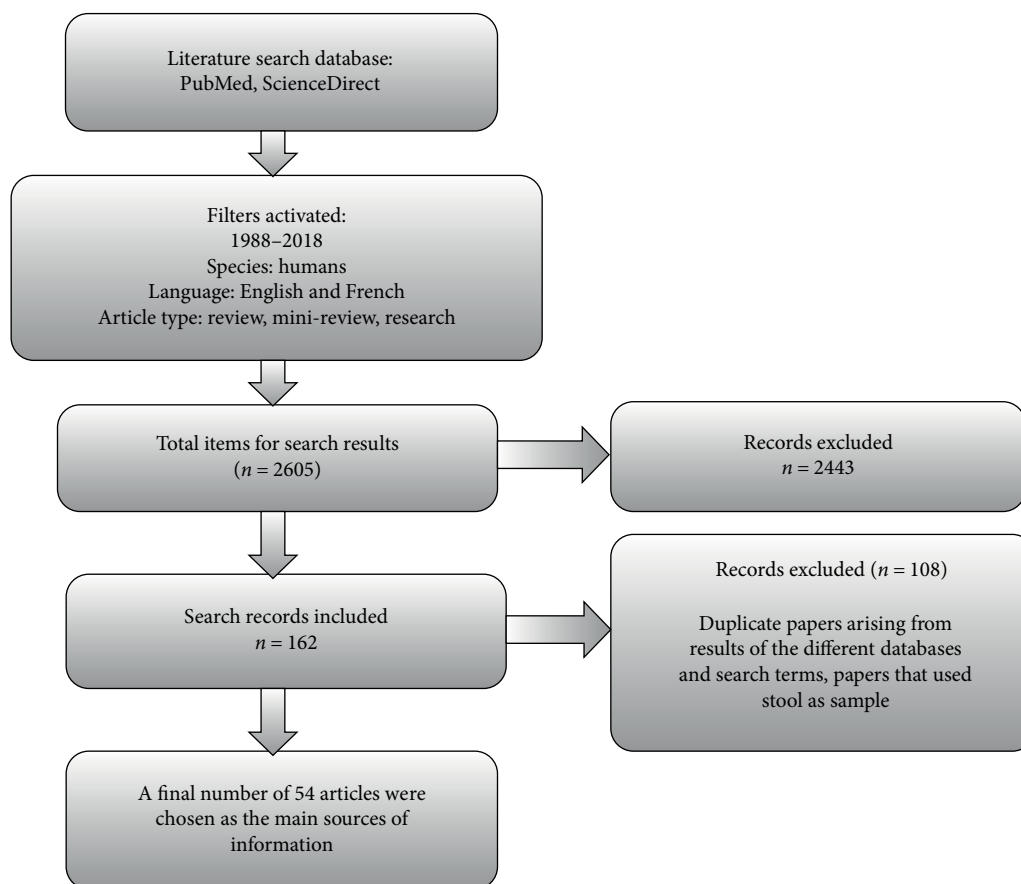 Literature search database:
PubMed, ScienceDirect
Filters activated:
1988–2018
Species: humans
Language: English and French
Article type: review, mini-review, research
Total items for search results
(n = 2605)
Records excluded
n = 2443
Search records included
n = 162
Records excluded (n = 108)
Duplicate papers arising from
results of the different databases
and search terms, papers that used
stool as sample
A final number of 54 articles were
chosen as the main sources of
information